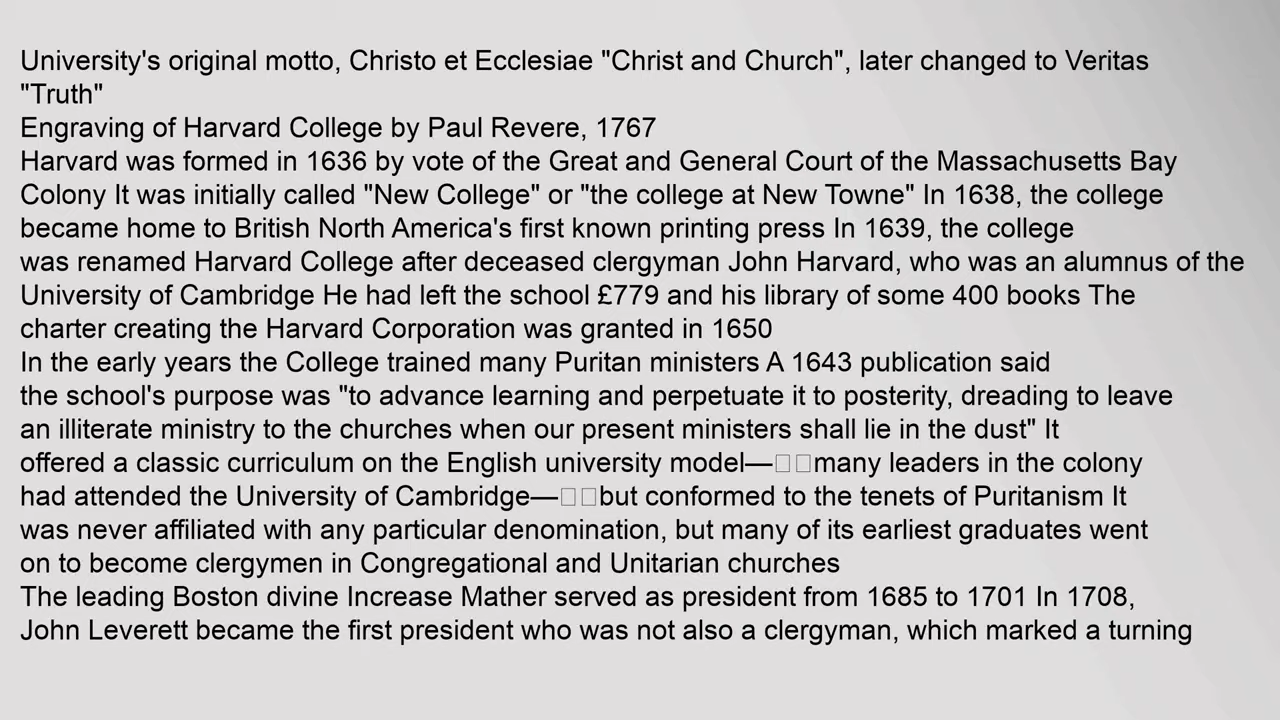 University's original motto, Christo et Ecclesiae "Christ and Church", later changed to Veritas
"Truth"
Engraving of Harvard College by Paul Revere, 1767
Harvard was formed in 1636 by vote of the Great and General Court of the Massachusetts Bay
Colony It was initially called "New College" or "the college at New Towne" In 1638, the college
became home to British North America's first known printing press In 1639, the college
was renamed Harvard College after deceased clergyman John Harvard, who was an alumnus of the
University of Cambridge He had left the school £779 and his library of some 400 books The
charter creating the Harvard Corporation was granted in 1650
In the early years the College trained many Puritan ministers A 1643 publication said
the school's purpose was "to advance learning and perpetuate it to posterity, dreading to leave
an illiterate ministry to the churches when our present ministers shall lie in the dust" It
offered a classic curriculum on the English university model—□□many leaders in the colony
had attended the University of Cambridge—□□but conformed to the tenets of Puritanism It
was never affiliated with any particular denomination, but many of its earliest graduates went
on to become clergymen in Congregational and Unitarian churches
The leading Boston divine Increase Mather served as president from 1685 to 1701 In 1708,
John Leverett became the first president who was not also a clergyman, which marked a turning